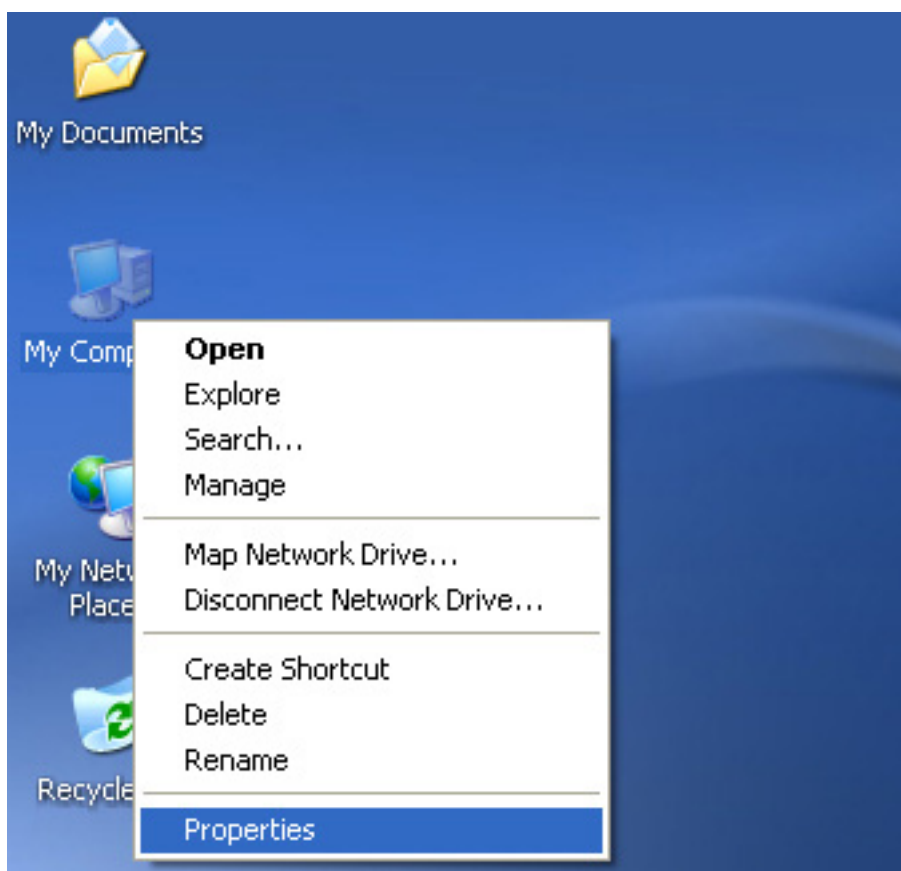 My Documents
My Comp
Open
Explore
Search...
Manage
Map Network Drive...
Disconnect Network Drive...
My Netw
Place
Create Shortcut
Delete
Rename
Recycle
Properties